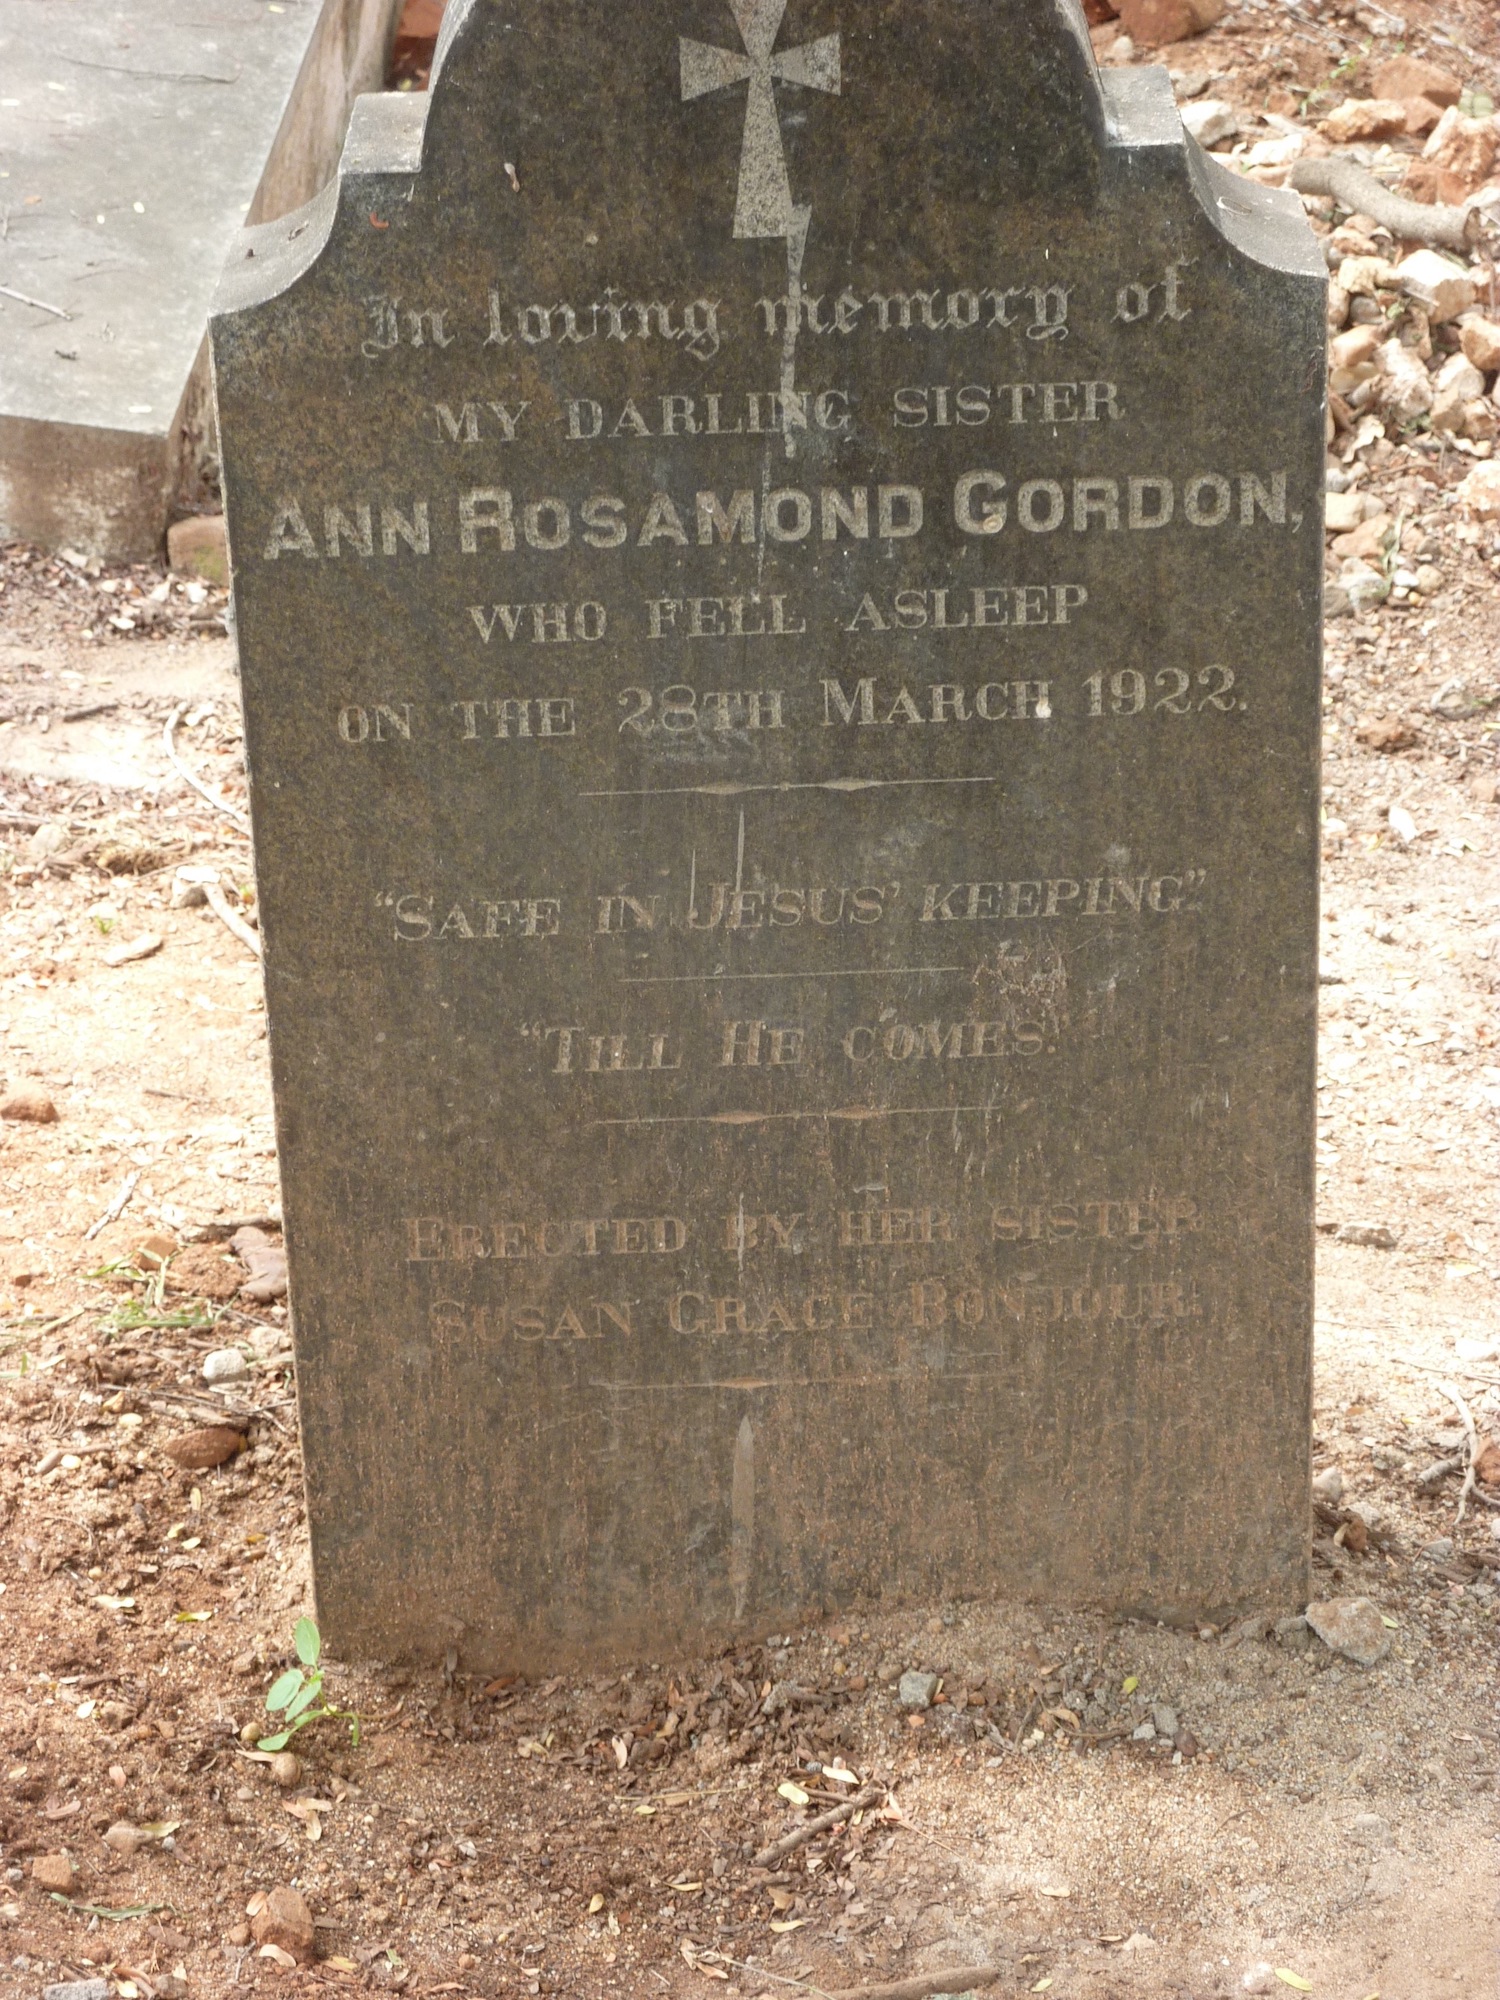 In loving memory of
MY DARLING SISTER
ANN ROSAMOND GORDON,
WHO FELL ASLEEP
ON THE 28TH MARCH 1922.
"SAFE IN JESUS' KEEPING"
"TILL HE COMES."
ERECTED BY HER SISTER
SUSAN GRACE BONJOUR.